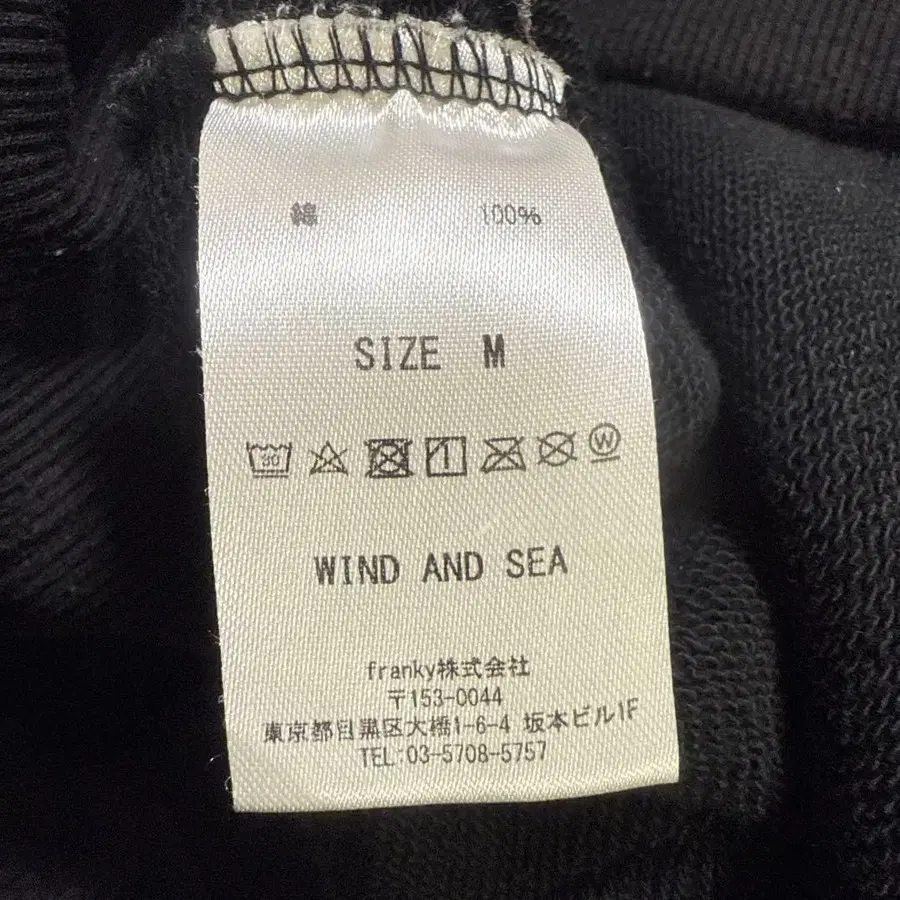 綿 100%
SIZE M
30 W
WIND AND SEA
franky株式会社
〒153-0044
東京都目黒区大橋1-6-4 坂本ビル1F
TEL:03-5708-5757